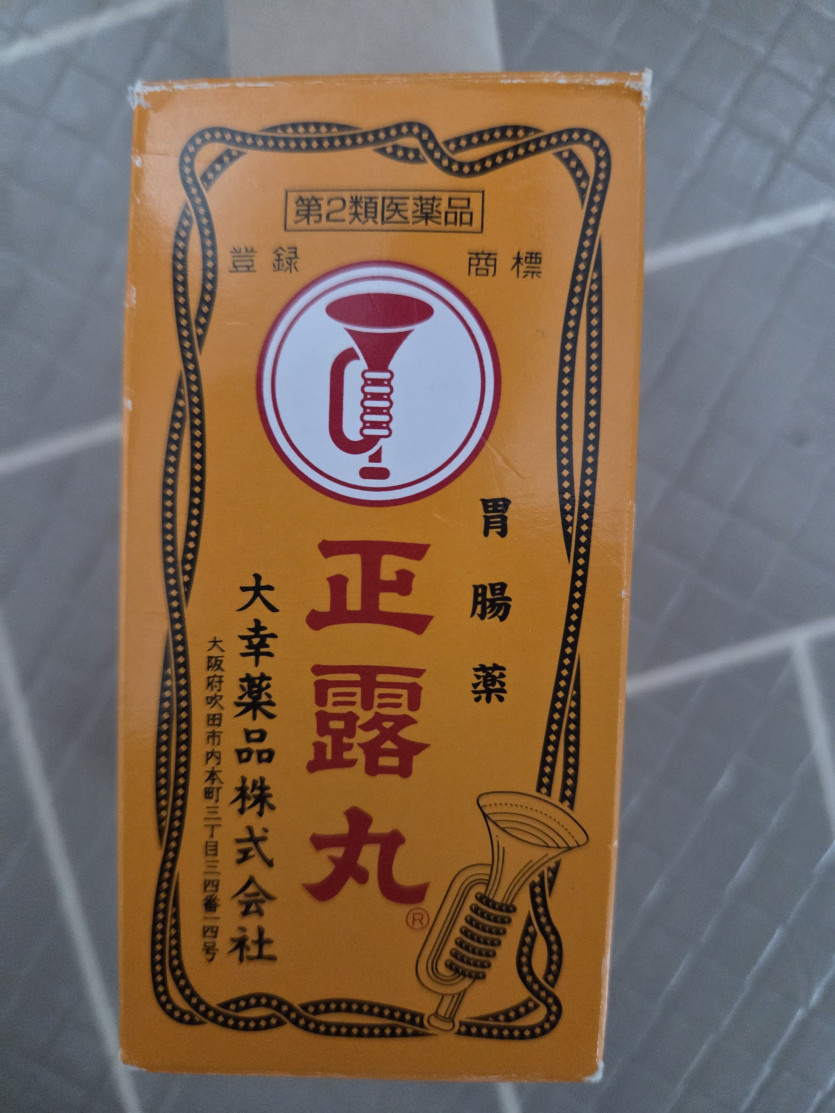 第2類医薬品
登録 商標
胃腸薬
正露丸®
大幸薬品株式会社
大阪府吹田市内本町三丁目三四番一四号